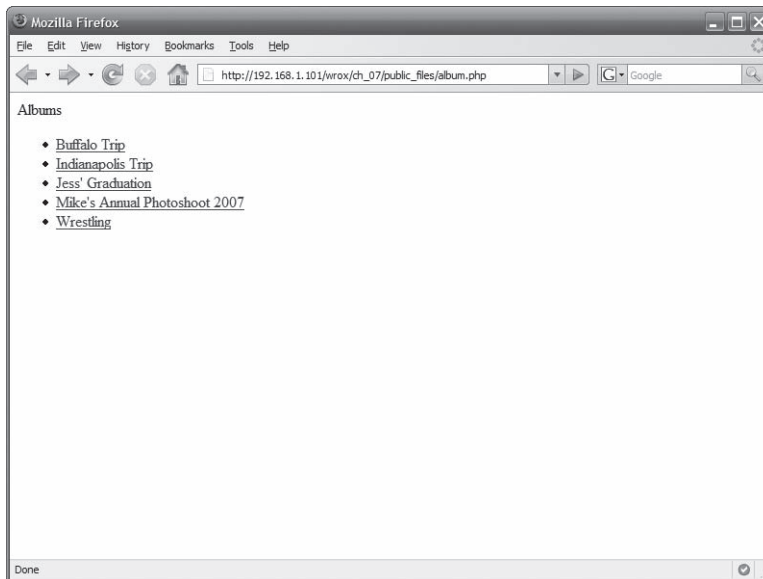 Mozilla Firefox
File Edit View History Bookmarks Tools Help
http://192.168.1.101/wrox/ch_07/public_files/album.php
G Google
Albums
Buffalo Trip
Indianapolis Trip
Jess' Graduation
Mike's Annual Photoshoot 2007
Wrestling
Done